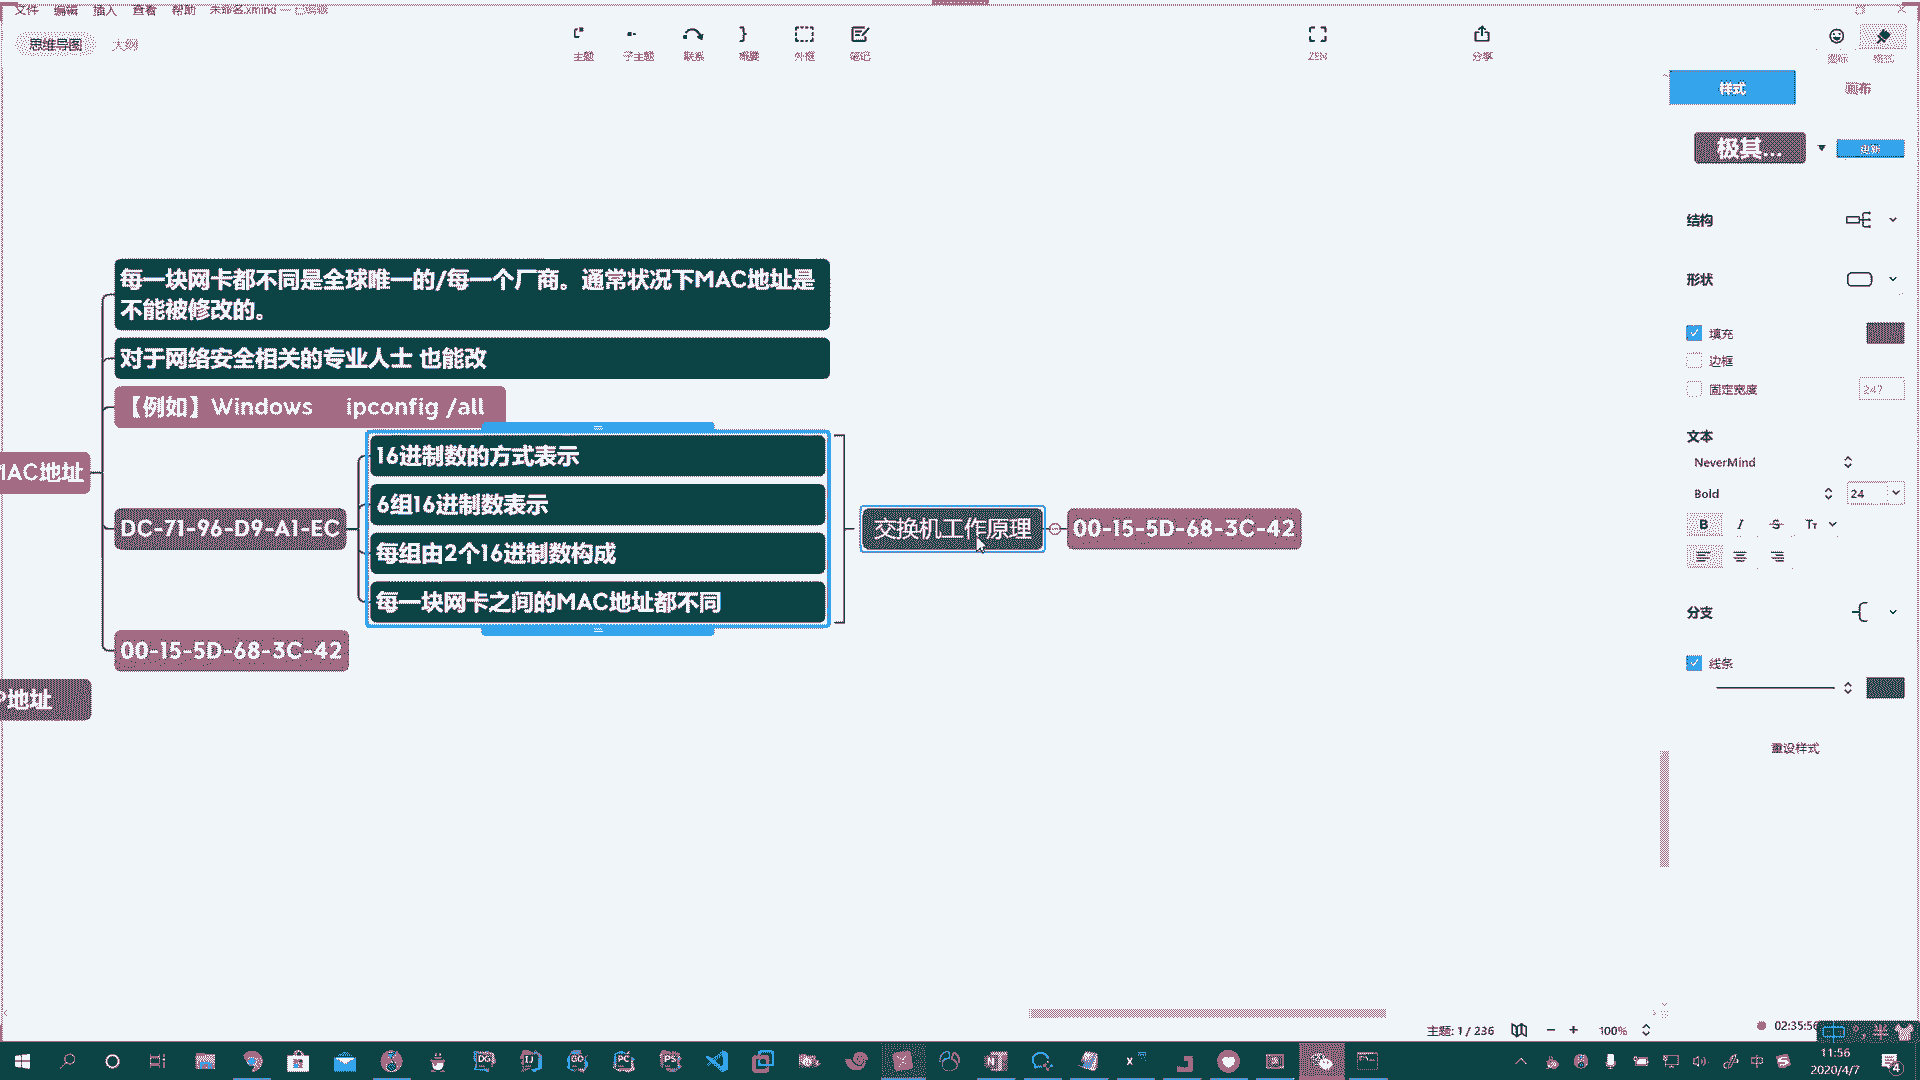 文件 编辑 插入 查看 帮助 未命名.xmind — 已编辑
思维导图 大纲
主题 子主题 联系 概要 外框 笔记 ZEN 分享 图标 格式
样式 画布
极其... 更新
结构
形状
填充
边框
固定宽度 247
文本
NeverMind
Bold 24
B I S Tт
分支
线条
重设样式
每一块网卡都不同是全球唯一的/每一个厂商。通常状况下MAC地址是
不能被修改的。
对于网络安全相关的专业人士 也能改
【例如】Windows ipconfig /all
MAC地址
16进制数的方式表示
6组16进制数表示
DC-71-96-D9-A1-EC
每组由2个16进制数构成
每一块网卡之间的MAC地址都不同
交换机工作原理
00-15-5D-68-3C-42
00-15-5D-68-3C-42
P地址
主题: 1 / 236 100%
02:35:56
中
11:56
2020/4/7
4